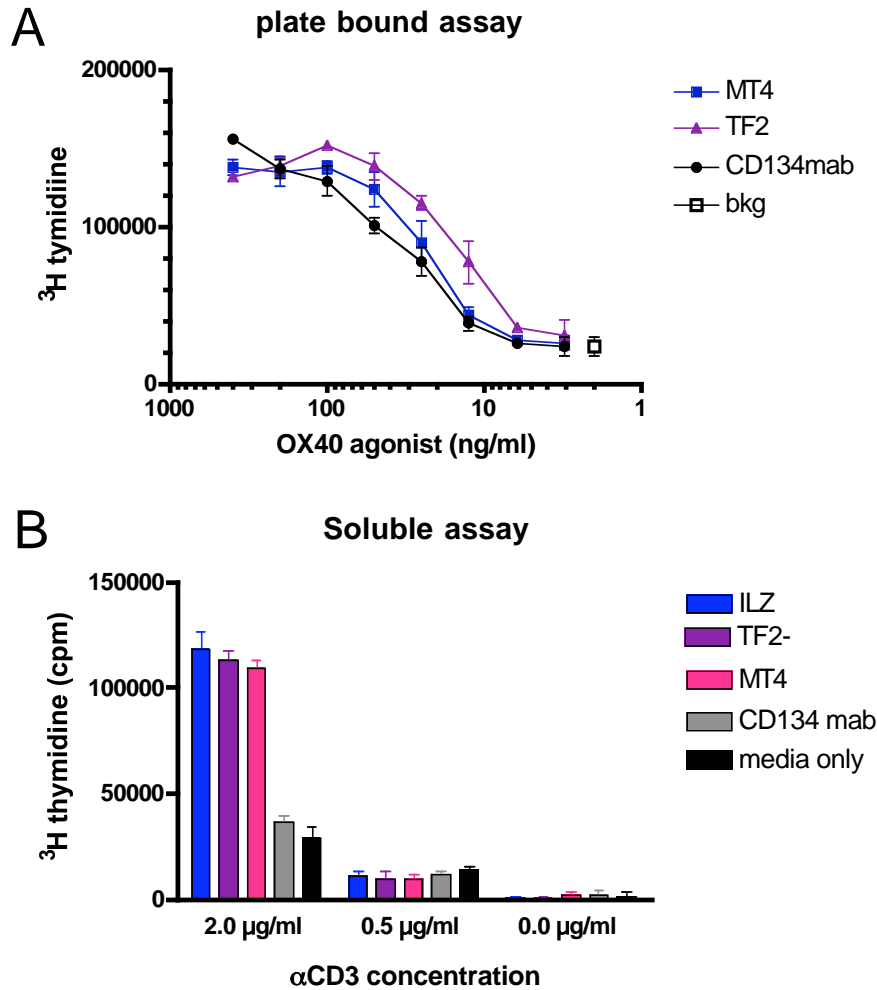 A
plate bound assay
200000
100000
0
³H tymidiine
1000 100 10 1
OX40 agonist (ng/ml)
MT4
TF2
CD134mab
bkg
B
Soluble assay
150000
100000
50000
0
³H thymidine (cpm)
2.0 µg/ml 0.5 µg/ml 0.0 µg/ml
αCD3 concentration
ILZ
TF2-
MT4
CD134 mab
media only